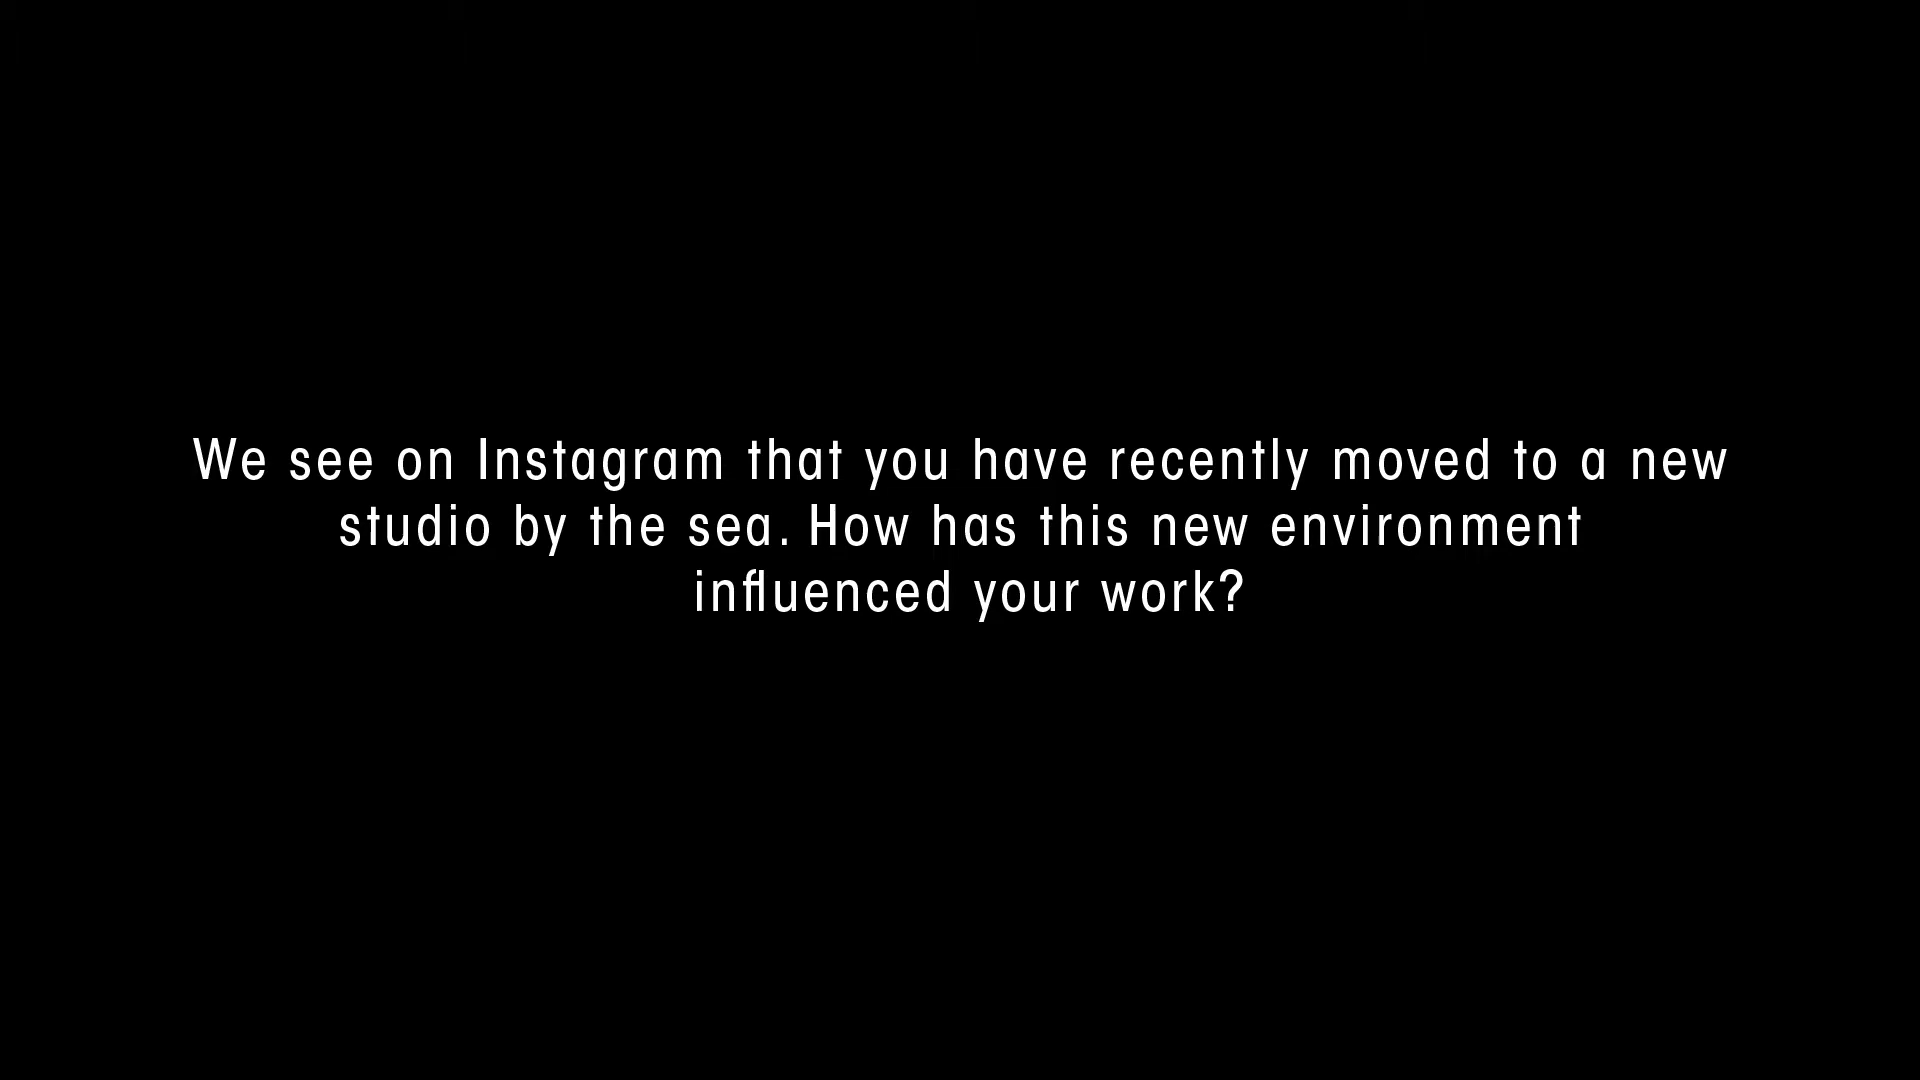 We see on Instagram that you have recently moved to a new
studio by the sea. How has this new environment
influenced your work?